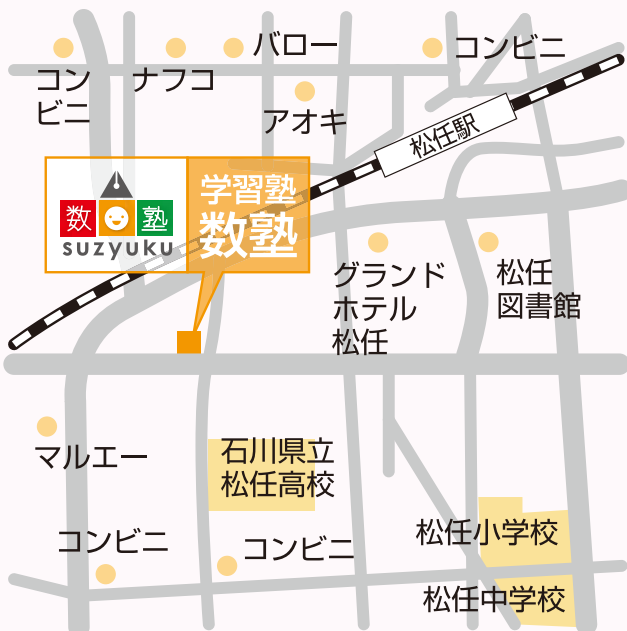 バロー
コンビニ
コン
ビニ
ナフコ
アオキ
松任駅
数塾
suzyuku
学習塾
数塾
グランド
ホテル
松任
松任
図書館
マルエー
石川県立
松任高校
コンビニ
コンビニ
松任小学校
松任中学校